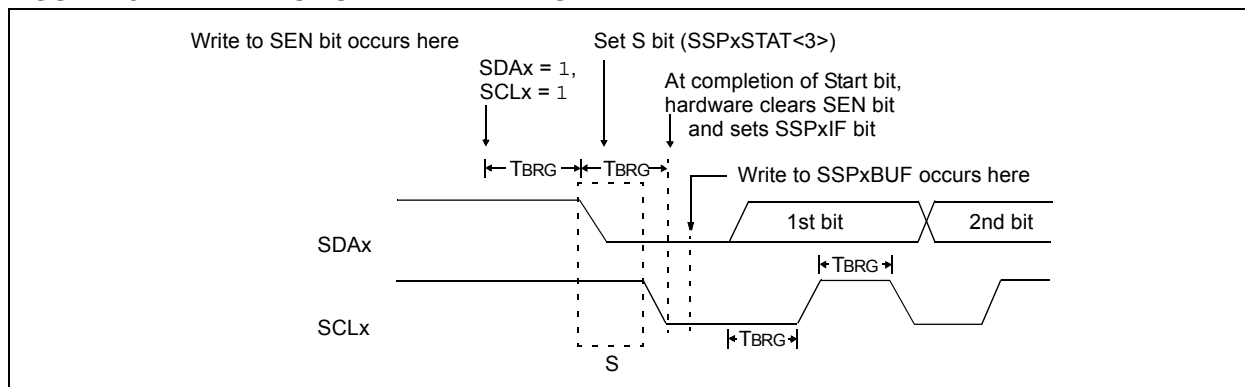 Write to SEN bit occurs here
Set S bit (SSPxSTAT<3>)
SDAx = 1,
SCLx = 1
At completion of Start bit,
hardware clears SEN bit
and sets SSPxIF bit
TBRG
TBRG
Write to SSPxBUF occurs here
SDAx
1st bit
2nd bit
TBRG
SCLx
TBRG
S